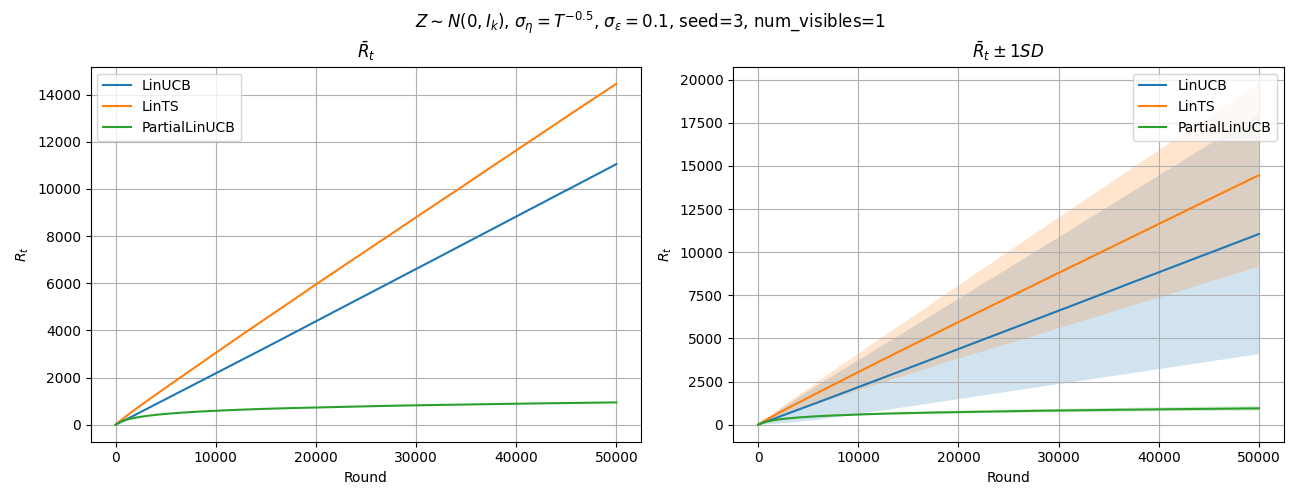 Z ∼ N(0, I_k), σ_η = T^{−0.5}, σ_ε = 0.1, seed=3, num_visibles=1
R̄_t
R_t
14000
12000
10000
8000
6000
4000
2000
0
LinUCB
LinTS
PartialLinUCB
0 10000 20000 30000 40000 50000
Round
R̄_t ± 1SD
R_t
20000
17500
15000
12500
10000
7500
5000
2500
0
LinUCB
LinTS
PartialLinUCB
0 10000 20000 30000 40000 50000
Round